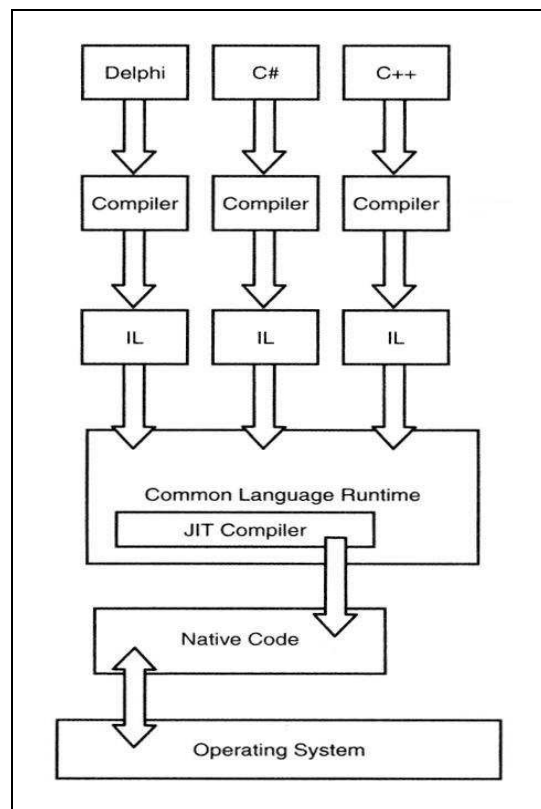 Delphi C# C++
Compiler Compiler Compiler
IL IL IL
Common Language Runtime
JIT Compiler
Native Code
Operating System